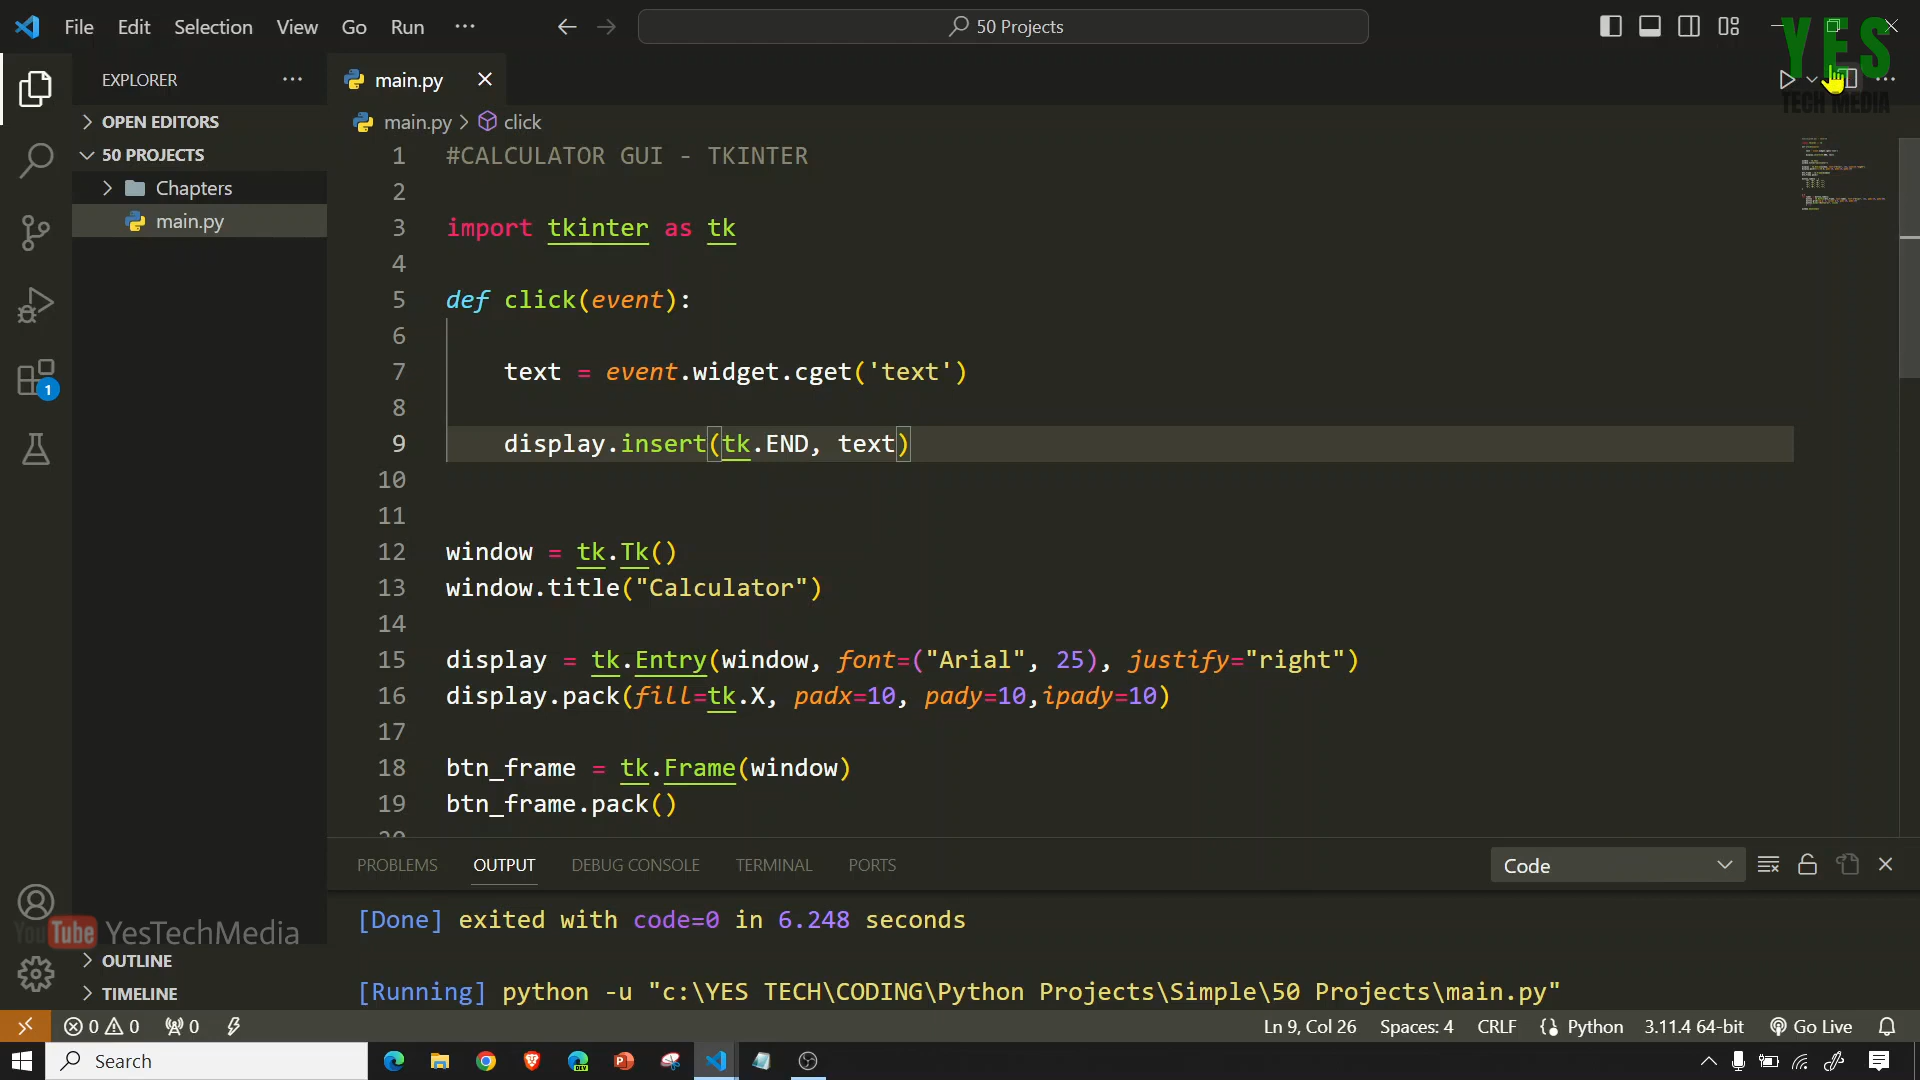 File Edit Selection View Go Run ··· 50 Projects
YES
TECH MEDIA
EXPLORER ··· main.py
OPEN EDITORS
50 PROJECTS
Chapters
main.py
main.py > click
1 #CALCULATOR GUI - TKINTER
2
3 import tkinter as tk
4
5 def click(event):
6
7 text = event.widget.cget('text')
8
9 display.insert(tk.END, text)
10
11
12 window = tk.Tk()
13 window.title("Calculator")
14
15 display = tk.Entry(window, font=("Arial", 25), justify="right")
16 display.pack(fill=tk.X, padx=10, pady=10,ipady=10)
17
18 btn_frame = tk.Frame(window)
19 btn_frame.pack()
20
1
YouTube YesTechMedia
OUTLINE
TIMELINE
PROBLEMS OUTPUT DEBUG CONSOLE TERMINAL PORTS Code
[Done] exited with code=0 in 6.248 seconds
[Running] python -u "c:\YES TECH\CODING\Python Projects\Simple\50 Projects\main.py"
0 0 0 Ln 9, Col 26 Spaces: 4 CRLF Python 3.11.4 64-bit Go Live
Search